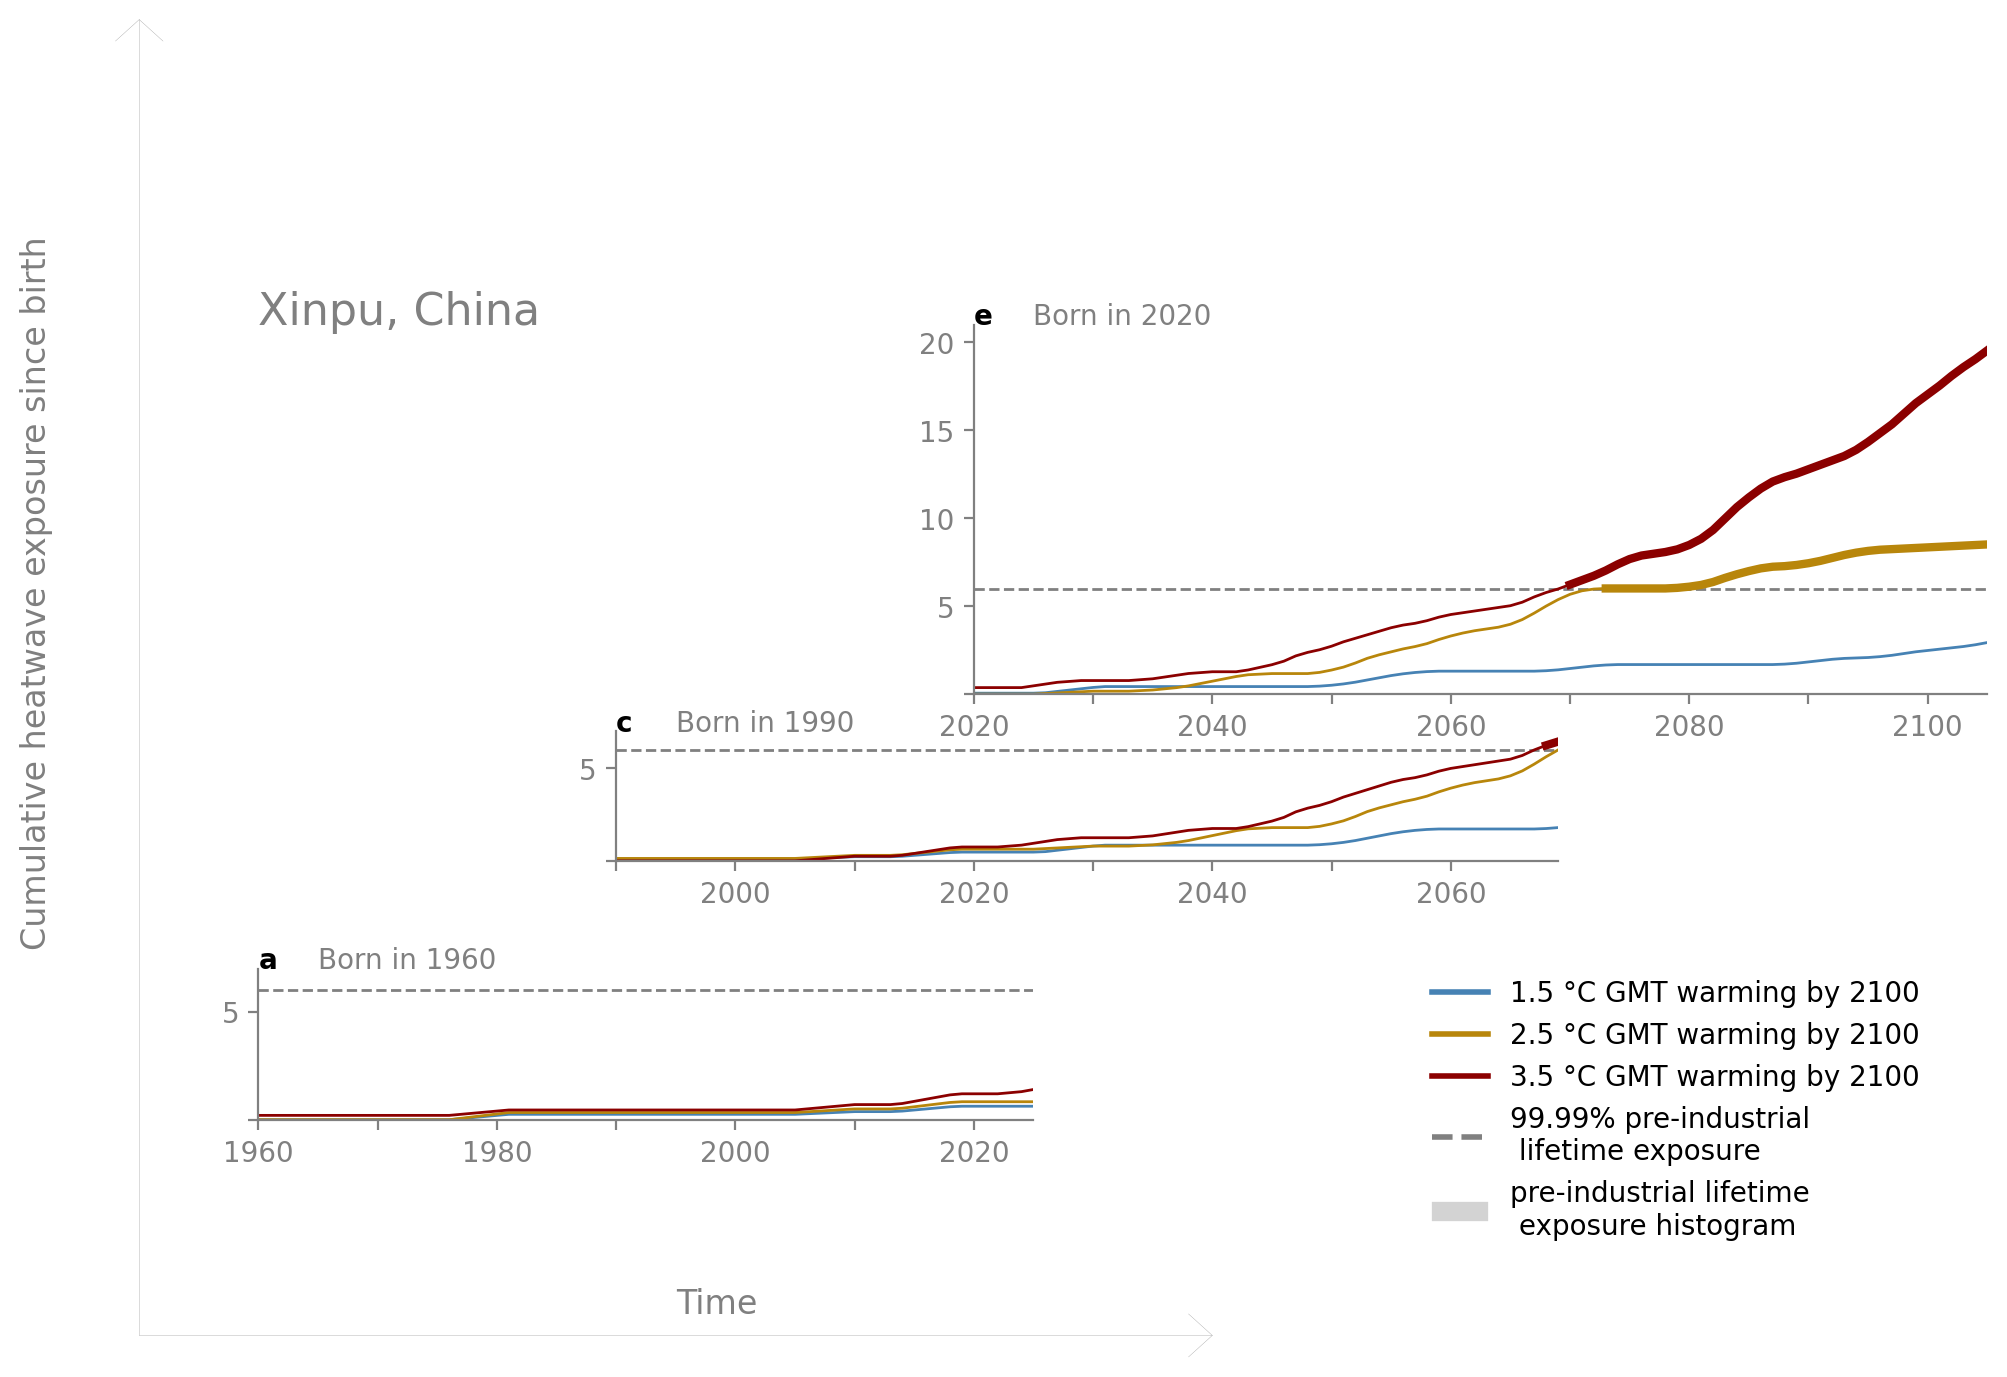 Cumulative heatwave exposure since birth
Xinpu, China
e Born in 2020
20
15
10
5
2020 2040 2060 2080 2100
c Born in 1990
5
2000 2020 2040 2060
a Born in 1960
5
1960 1980 2000 2020
1.5 °C GMT warming by 2100
2.5 °C GMT warming by 2100
3.5 °C GMT warming by 2100
99.99% pre-industrial
lifetime exposure
pre-industrial lifetime
exposure histogram
Time